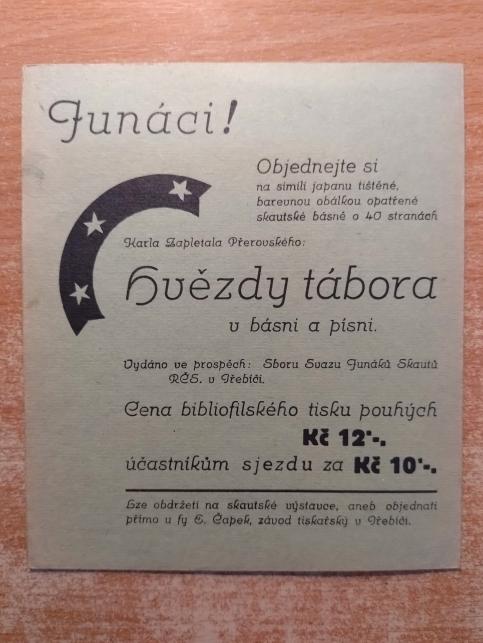 Junáci!
Objednejte si
na simili japanu tištěné,
barevnou obálkou opatřené
skautské básně o 40 stranách
Karla Zapletala Přerovského:
Hvězdy tábora
v básni a písni.
Vydáno ve prospěch: Sboru Svazu Junáků Skautů
RČS. v Třebíči.
Cena bibliofilského tisku pouhých
Kč 12·-.
účastníkům sjezdu za Kč 10·-.
Lze obdržeti na skautské výstavce, aneb objednati
přímo u fy E. Čapek, závod tiskařský v Třebíči.